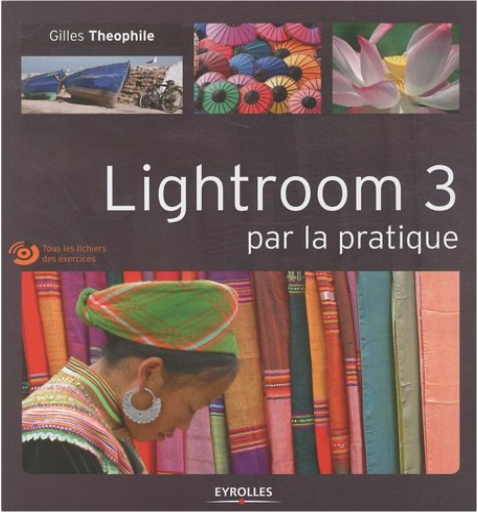 Gilles Theophile
Lightroom 3
par la pratique
Tous les fichiers
des exercices
EYROLLES